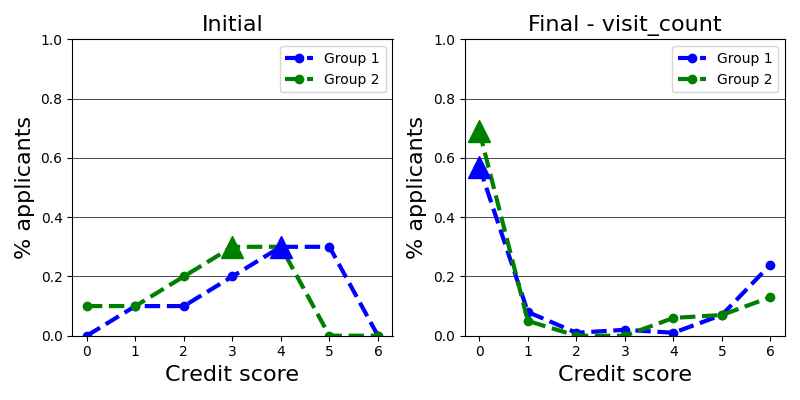 Initial
% applicants
1.0
0.8
0.6
0.4
0.2
0.0
Group 1
Group 2
0 1 2 3 4 5 6
Credit score
Final - visit_count
% applicants
1.0
0.8
0.6
0.4
0.2
0.0
Group 1
Group 2
0 1 2 3 4 5 6
Credit score